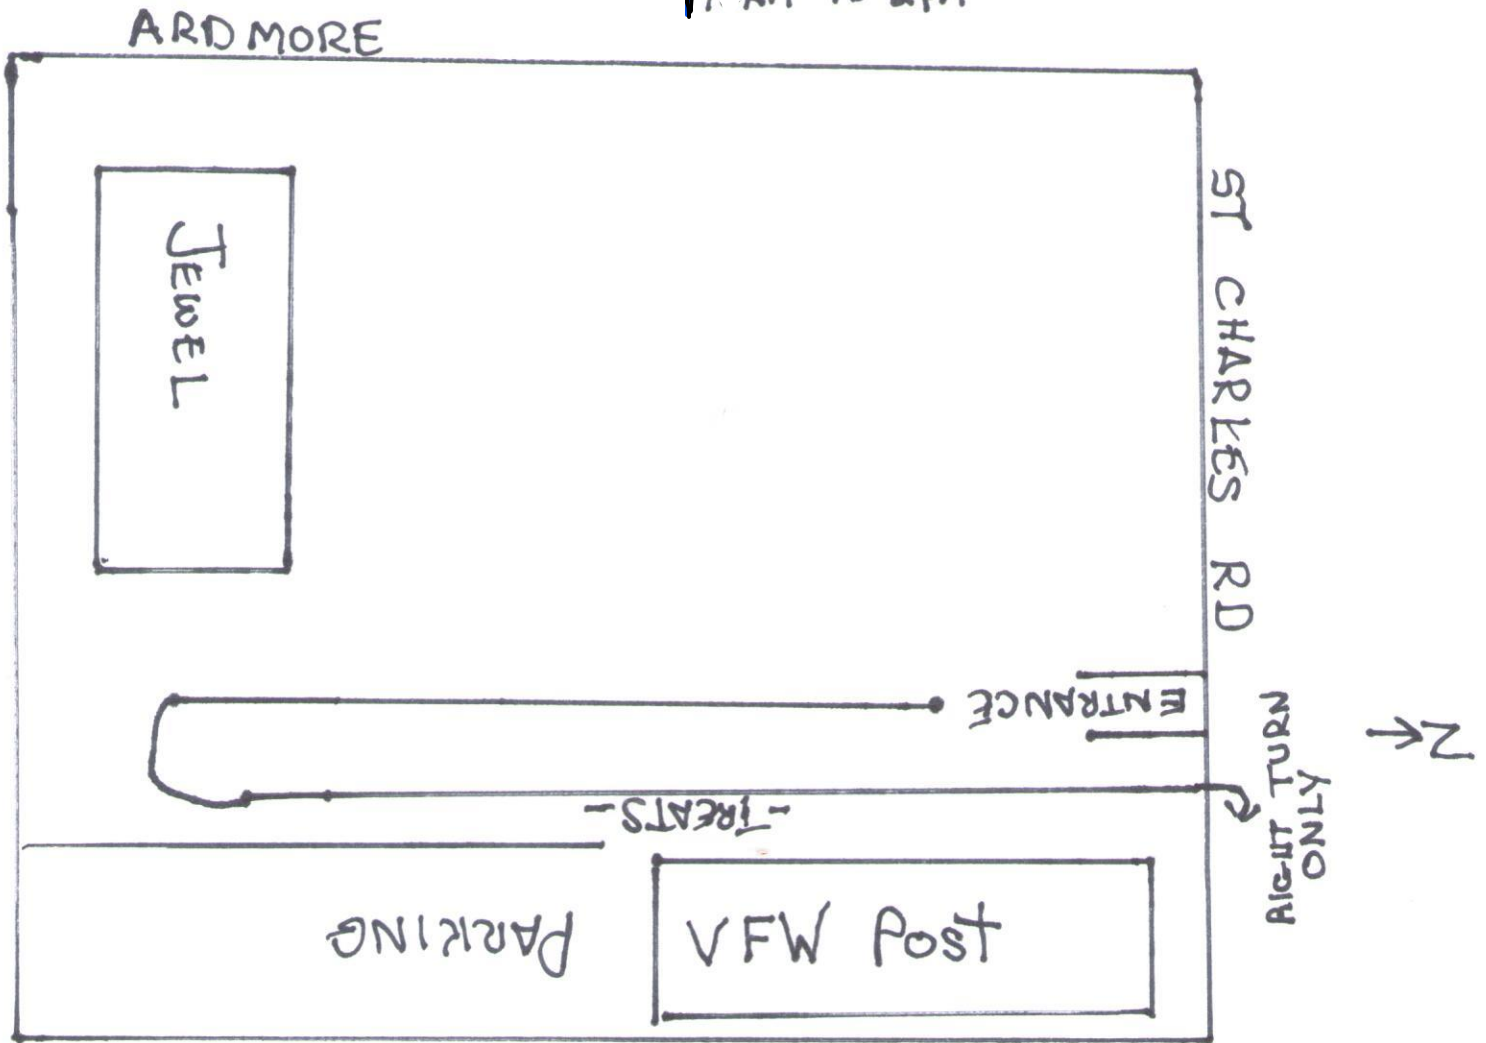 ARDMORE
JEWEL
ST CHARLES RD
ENTRANCE
RIGHT TURN
ONLY
N
-TREATS-
PARKING
VFW Post